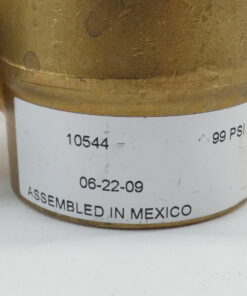 10544 99 PSI
06-22-09
ASSEMBLED IN MEXICO